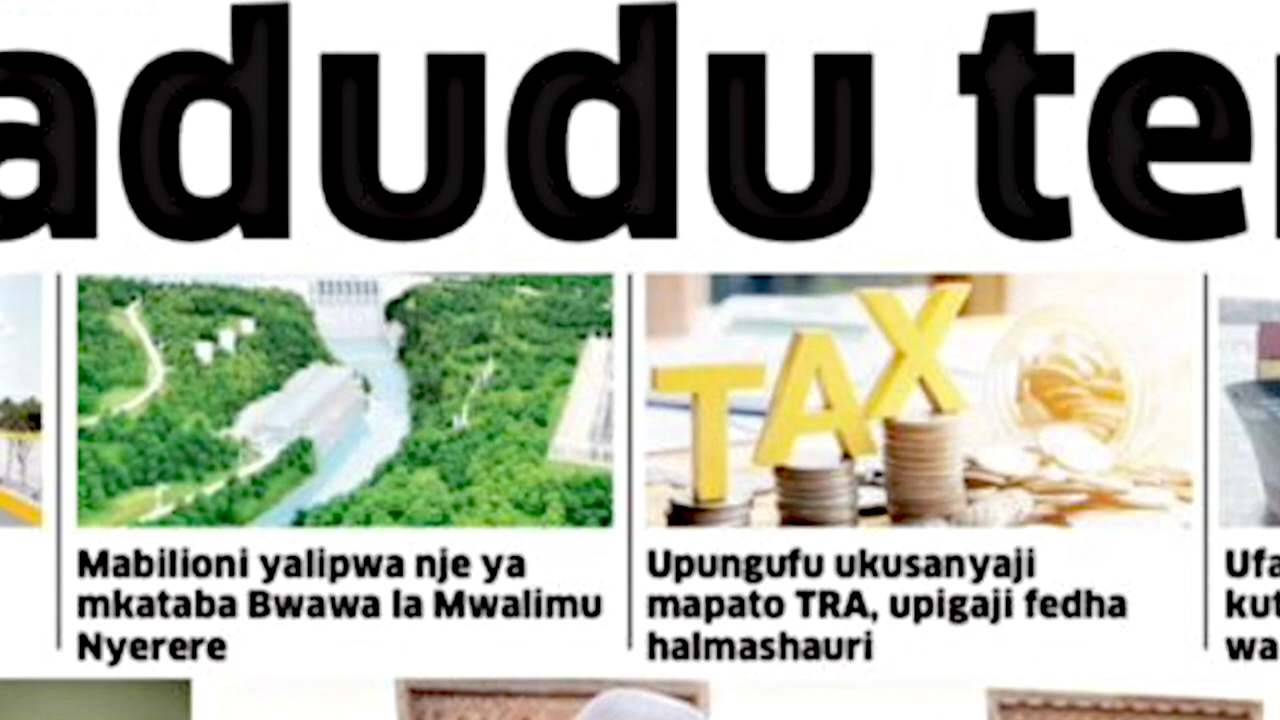 adudu te
TAX
Mabilioni yalipwa nje ya
mkataba Bwawa la Mwalimu
Nyerere
Upungufu ukusanyaji
mapato TRA, upigaji fedha
halmashauri
Ufa
kut
wa